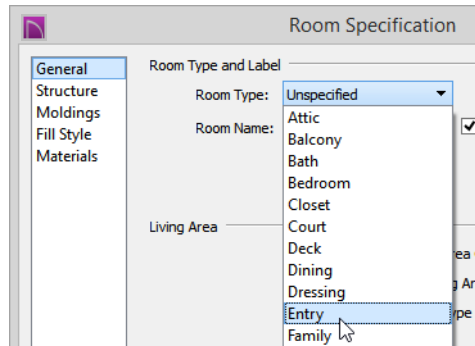 Room Specification
General
Structure
Moldings
Fill Style
Materials
Room Type and Label
Room Type: Unspecified
Room Name:
Attic
Balcony
Bath
Bedroom
Closet
Court
Deck
Dining
Dressing
Entry
Family
Living Area